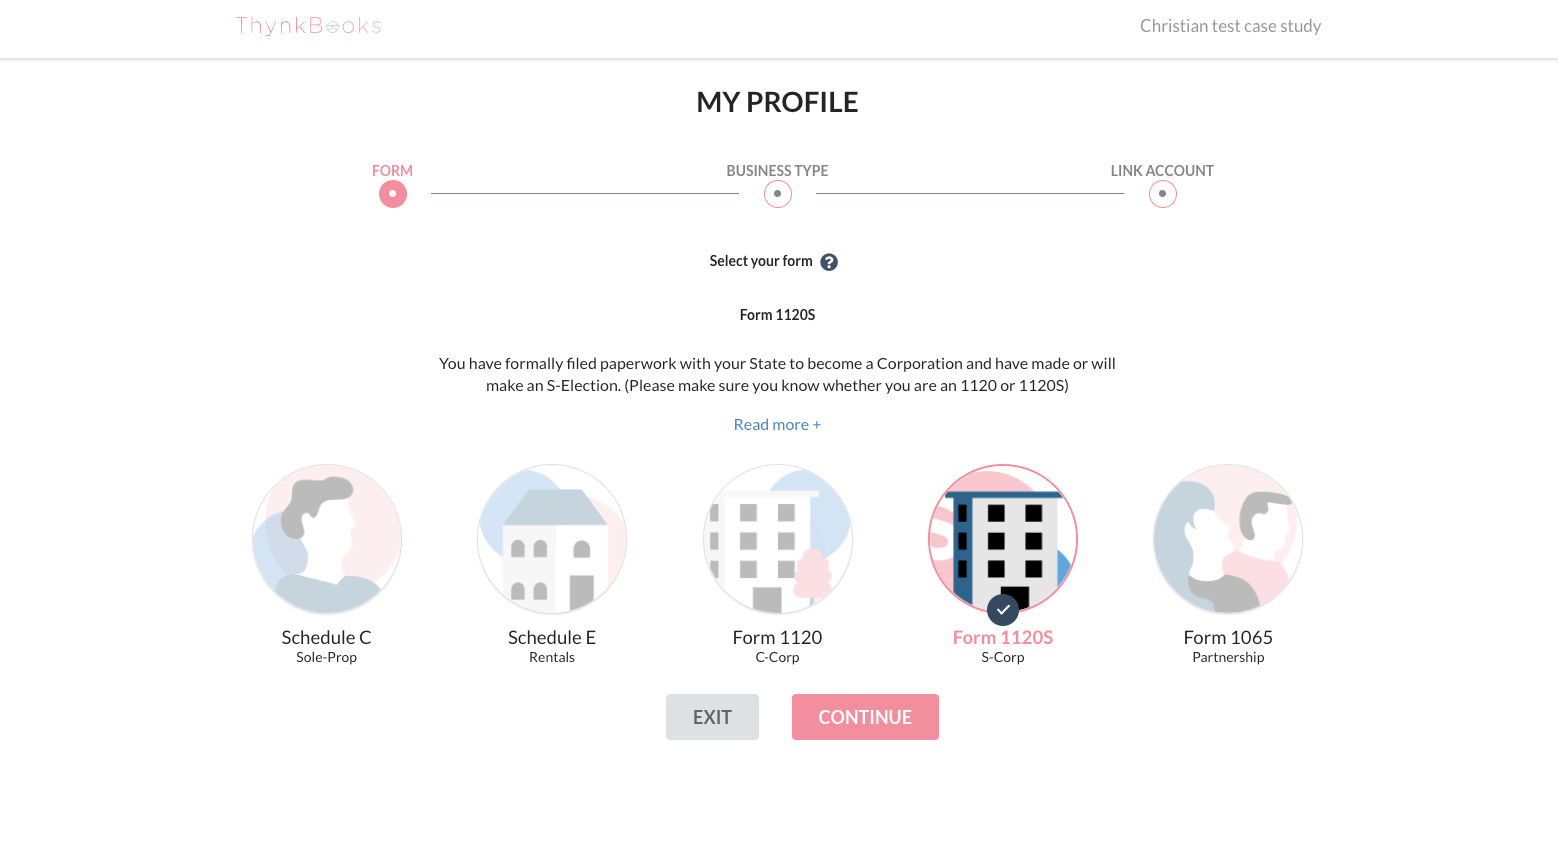 ThynkBooks
Christian test case study
MY PROFILE
FORM
BUSINESS TYPE
LINK ACCOUNT
Select your form ?
Form 1120S
You have formally filed paperwork with your State to become a Corporation and have made or will
make an S-Election. (Please make sure you know whether you are an 1120 or 1120S)
Read more +
Schedule C
Sole-Prop
Schedule E
Rentals
Form 1120
C-Corp
Form 1120S
S-Corp
Form 1065
Partnership
EXIT
CONTINUE